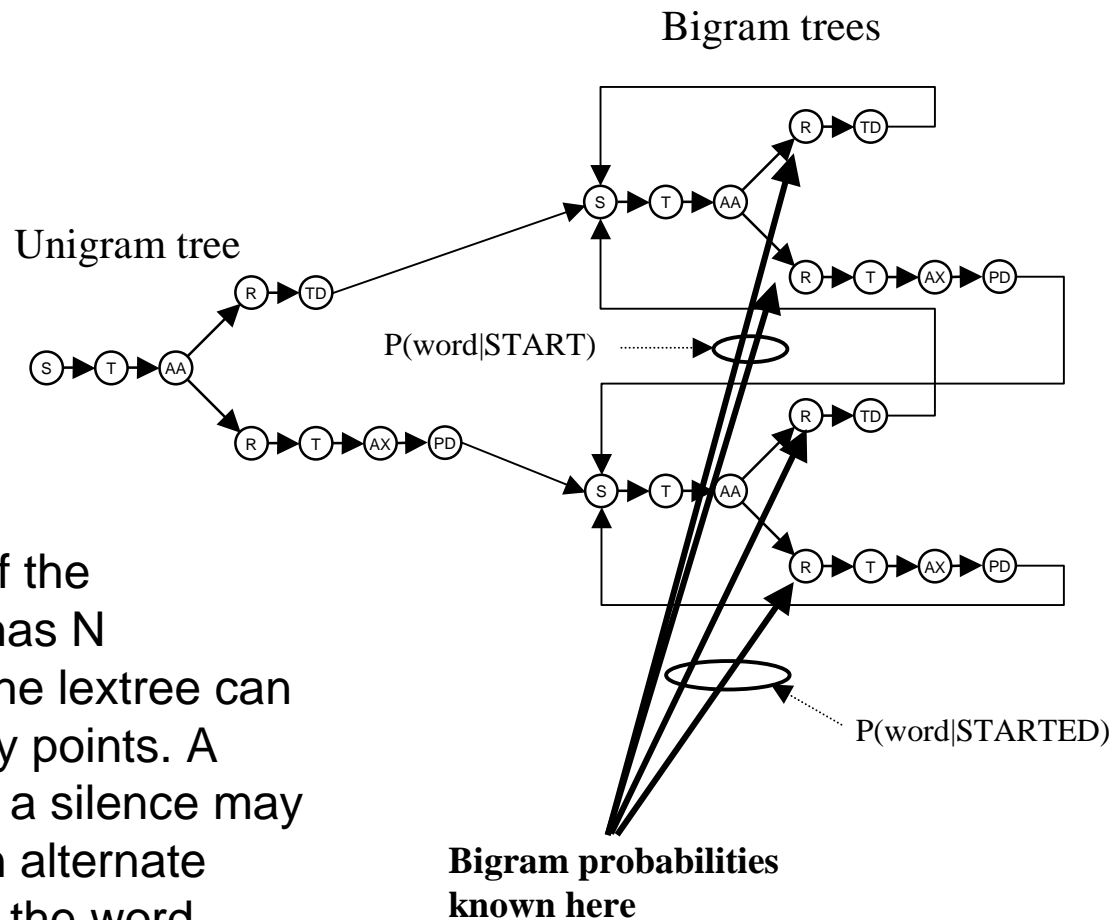 Bigram trees
R TD
S T AA
Unigram tree
R T AX PD
R TD
P(word|START)
S T AA
R TD
R T AX PD
S T AA
f the
has N
R T AX PD
ne lextree can
y points. A
P(word|STARTED)
a silence may
n alternate
Bigram probabilities
the word
known here